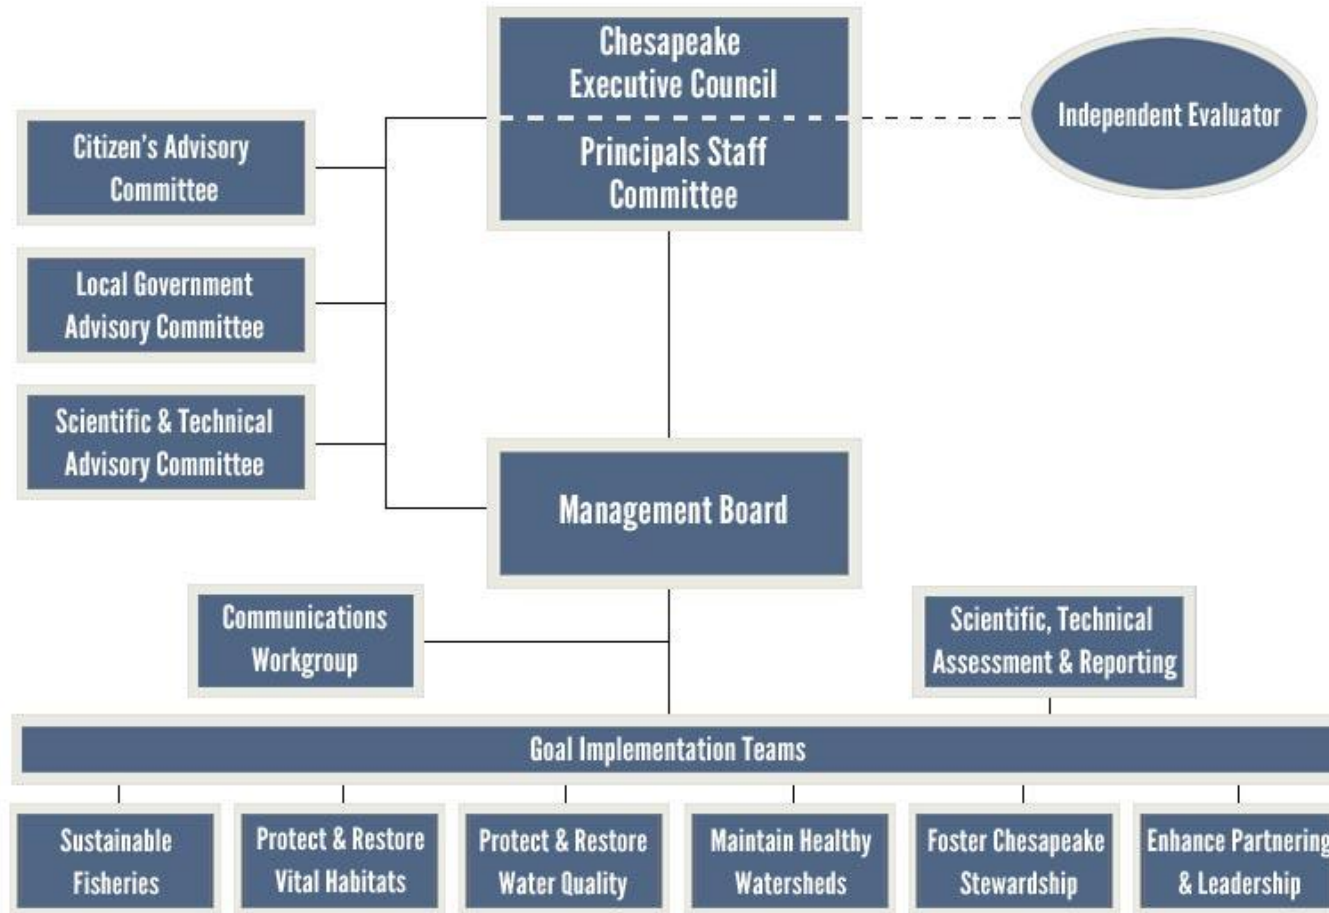 Chesapeake
Executive Council
Principals Staff
Committee
Independent Evaluator
Citizen's Advisory
Committee
Local Government
Advisory Committee
Scientific & Technical
Advisory Committee
Management Board
Communications
Workgroup
Scientific, Technical
Assessment & Reporting
Goal Implementation Teams
Sustainable
Fisheries
Protect & Restore
Vital Habitats
Protect & Restore
Water Quality
Maintain Healthy
Watersheds
Foster Chesapeake
Stewardship
Enhance Partnering
& Leadership